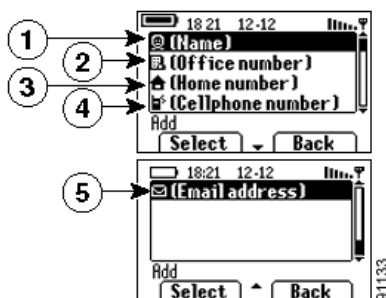 18 21 12-12
1 (Name)
2 (Office number)
3 (Home number)
4 (Cellphone number)
Add
Select Back
18:21 12-12
5 (Email address)
Add
Select Back
91133